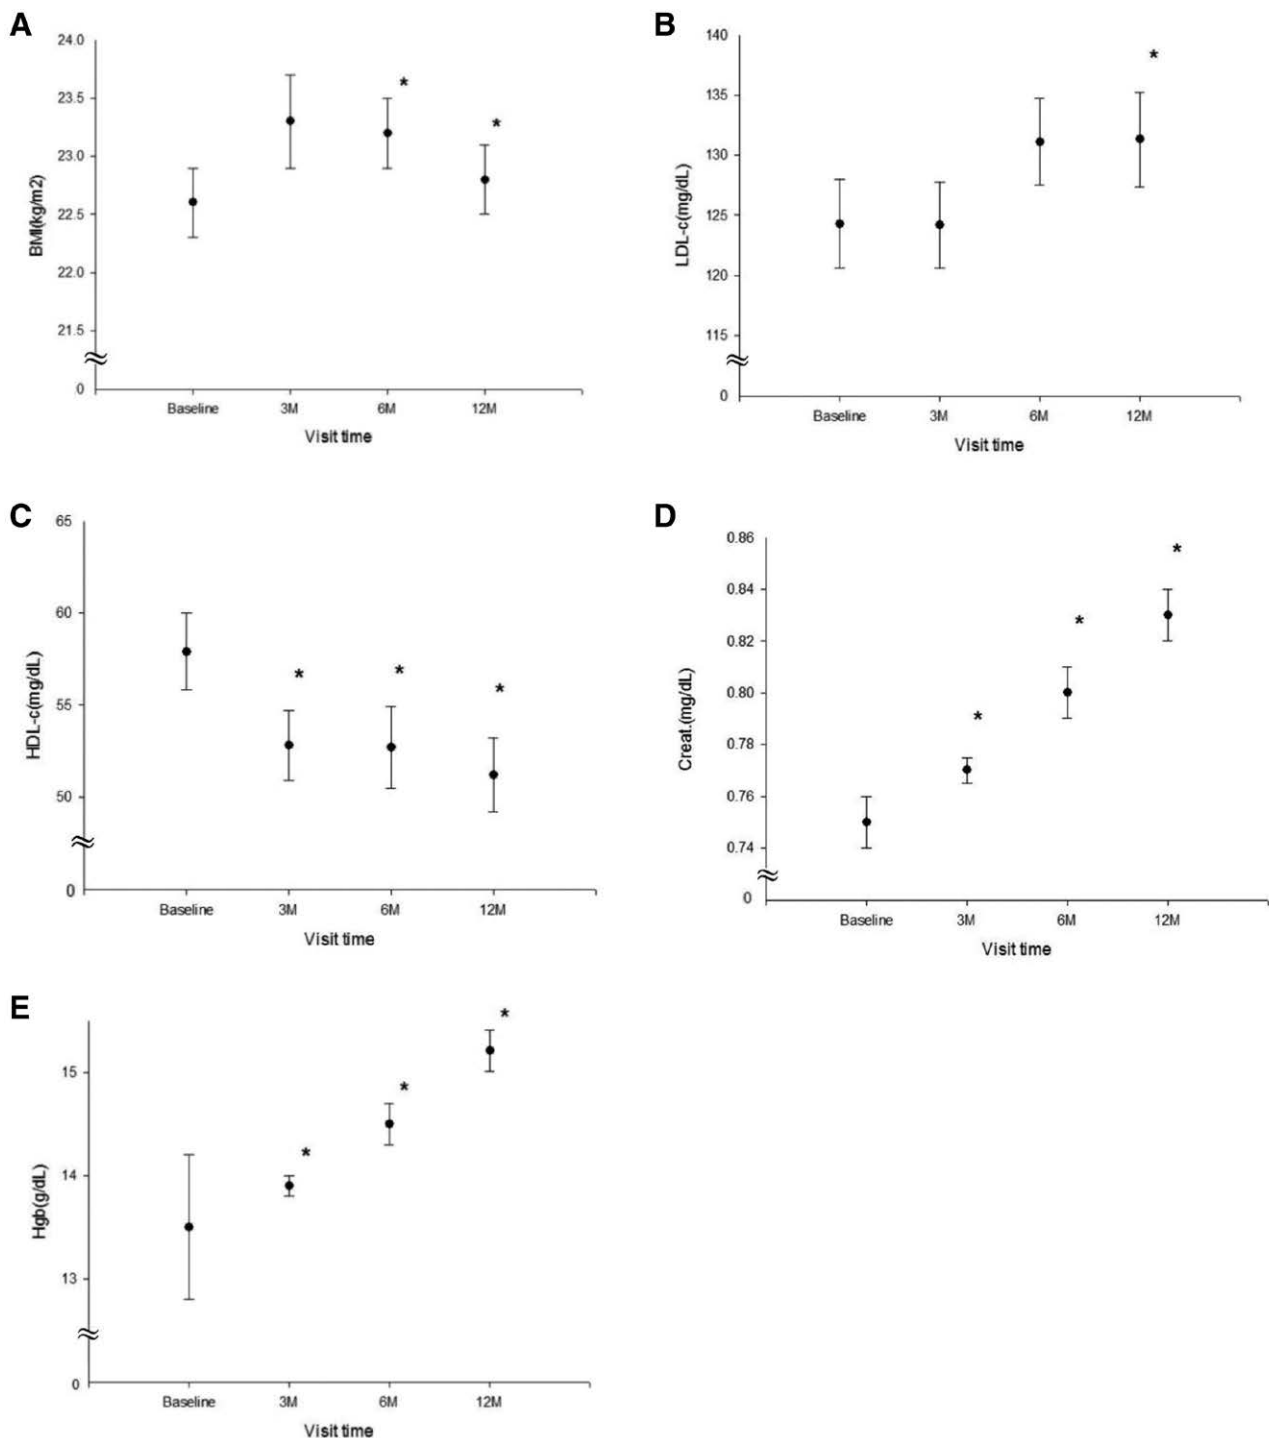 A
24.0
23.5
23.0
22.5
22.0
21.5
0
BMI(kg/m2)
*
*
Baseline 3M 6M 12M
Visit time
B
140
135
130
125
120
115
0
LDL-c(mg/dL)
*
Baseline 3M 6M 12M
Visit time
C
65
60
55
50
0
HDL-c(mg/dL)
* * *
Baseline 3M 6M 12M
Visit time
D
0.86
0.84
0.82
0.80
0.78
0.76
0.74
0
Creat.(mg/dL)
*
*
*
Baseline 3M 6M 12M
Visit time
E
15
14
13
0
Hgb(g/dL)
*
*
*
Baseline 3M 6M 12M
Visit time